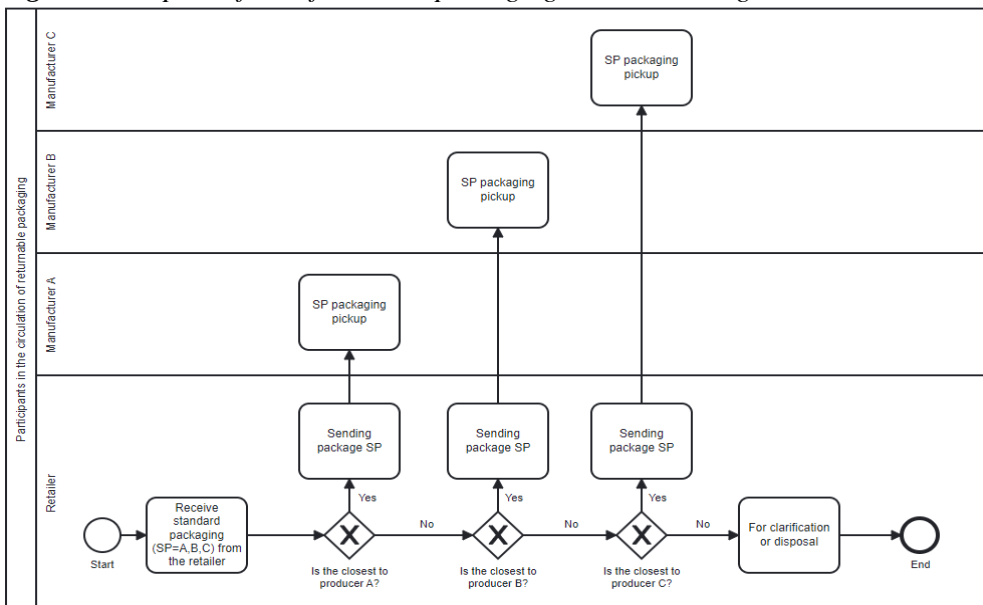 Participants in the circulation of returnable packaging
Manufacturer C
SP packaging
pickup
Manufacturer B
SP packaging
pickup
Manufacturer A
SP packaging
pickup
Retailer
Start
Receive
standard
packaging
(SP=A,B,C) from
the retailer
Sending
package SP
Yes
Is the closest to
producer A?
No
Sending
package SP
Yes
Is the closest to
producer B?
No
Sending
package SP
Yes
Is the closest to
producer C?
No
For clarification
or disposal
End